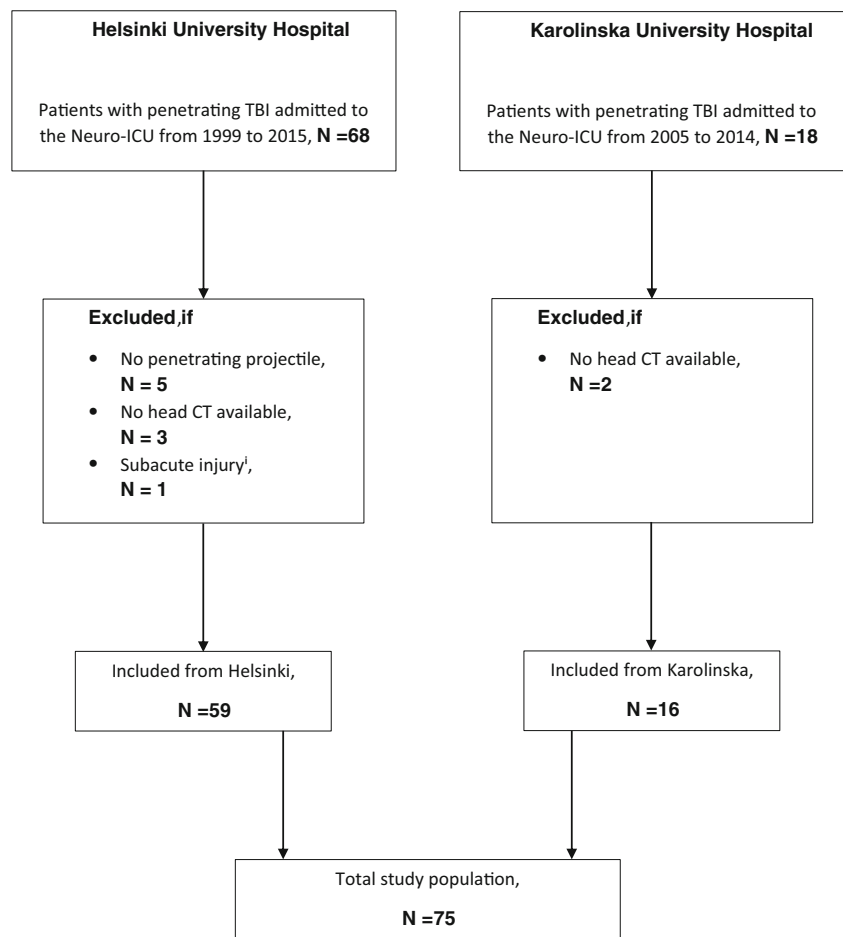 Helsinki University Hospital
Patients with penetrating TBI admitted to
the Neuro-ICU from 1999 to 2015, N =68
Karolinska University Hospital
Patients with penetrating TBI admitted to
the Neuro-ICU from 2005 to 2014, N =18
Excluded,if
• No penetrating projectile,
N = 5
• No head CT available,
N = 3
• Subacute injuryⁱ,
N = 1
Excluded,if
• No head CT available,
N =2
Included from Helsinki,
N =59
Included from Karolinska,
N =16
Total study population,
N =75